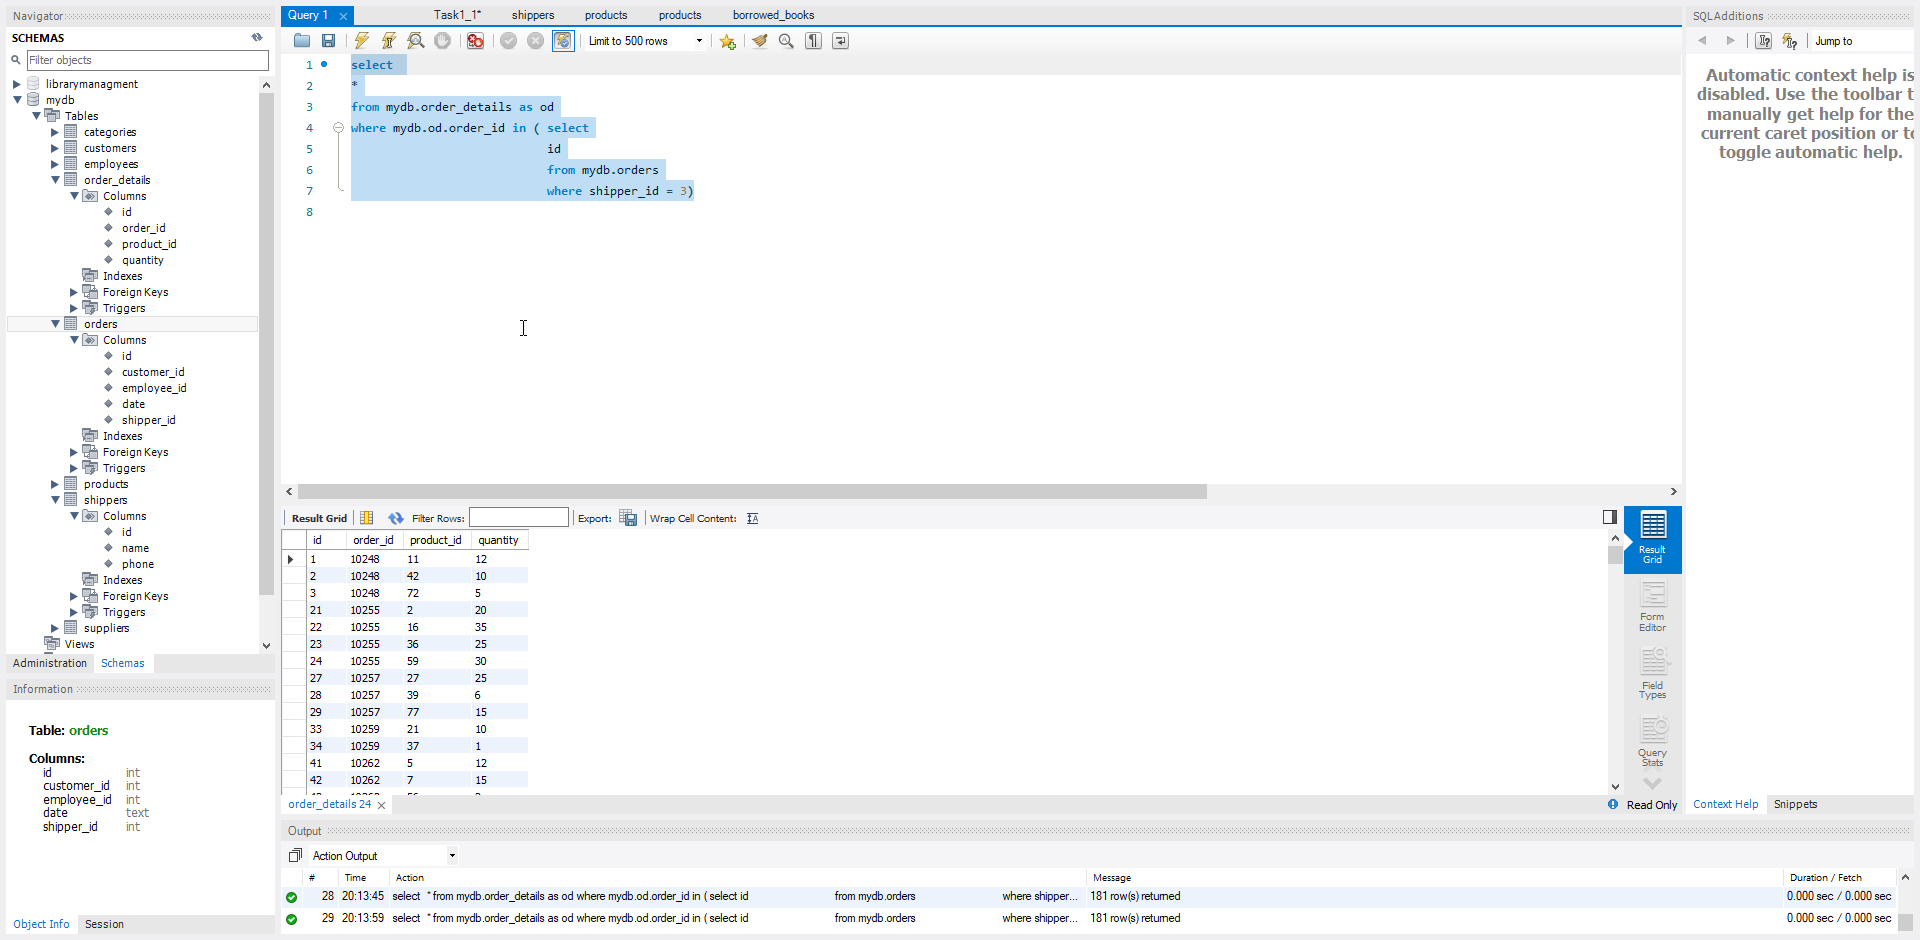 Navigator
SCHEMAS
Filter objects
librarymanagment
mydb
Tables
categories
customers
employees
order_details
Columns
id
order_id
product_id
quantity
Indexes
Foreign Keys
Triggers
orders
Columns
id
customer_id
employee_id
date
shipper_id
Indexes
Foreign Keys
Triggers
products
shippers
Columns
id
name
phone
Indexes
Foreign Keys
Triggers
suppliers
Views
Administration Schemas
Information
Table: orders
Columns:
id int
customer_id int
employee_id int
date text
shipper_id int
Object Info Session
Query 1 Task1_1* shippers products products borrowed_books
Limit to 500 rows
1 select
2 *
3 from mydb.order_details as od
4 where mydb.od.order_id in ( select
5 id
6 from mydb.orders
7 where shipper_id = 3)
8
Result Grid Filter Rows: Export: Wrap Cell Content: IA
id order_id product_id quantity
1 10248 11 12
2 10248 42 10
3 10248 72 5
21 10255 2 20
22 10255 16 35
23 10255 36 25
24 10255 59 30
27 10257 27 25
28 10257 39 6
29 10257 77 15
33 10259 21 10
34 10259 37 1
41 10262 5 12
42 10262 7 15
Result
Grid
Form
Editor
Field
Types
Query
Stats
order_details 24
Read Only
Output
Action Output
# Time Action Message Duration / Fetch
28 20:13:45 select * from mydb.order_details as od where mydb.od.order_id in ( select id from mydb.orders where shipper... 181 row(s) returned 0.000 sec / 0.000 sec
29 20:13:59 select * from mydb.order_details as od where mydb.od.order_id in ( select id from mydb.orders where shipper... 181 row(s) returned 0.000 sec / 0.000 sec
SQLAdditions
Jump to
Automatic context help is
disabled. Use the toolbar t
manually get help for the
current caret position or to
toggle automatic help.
Context Help Snippets